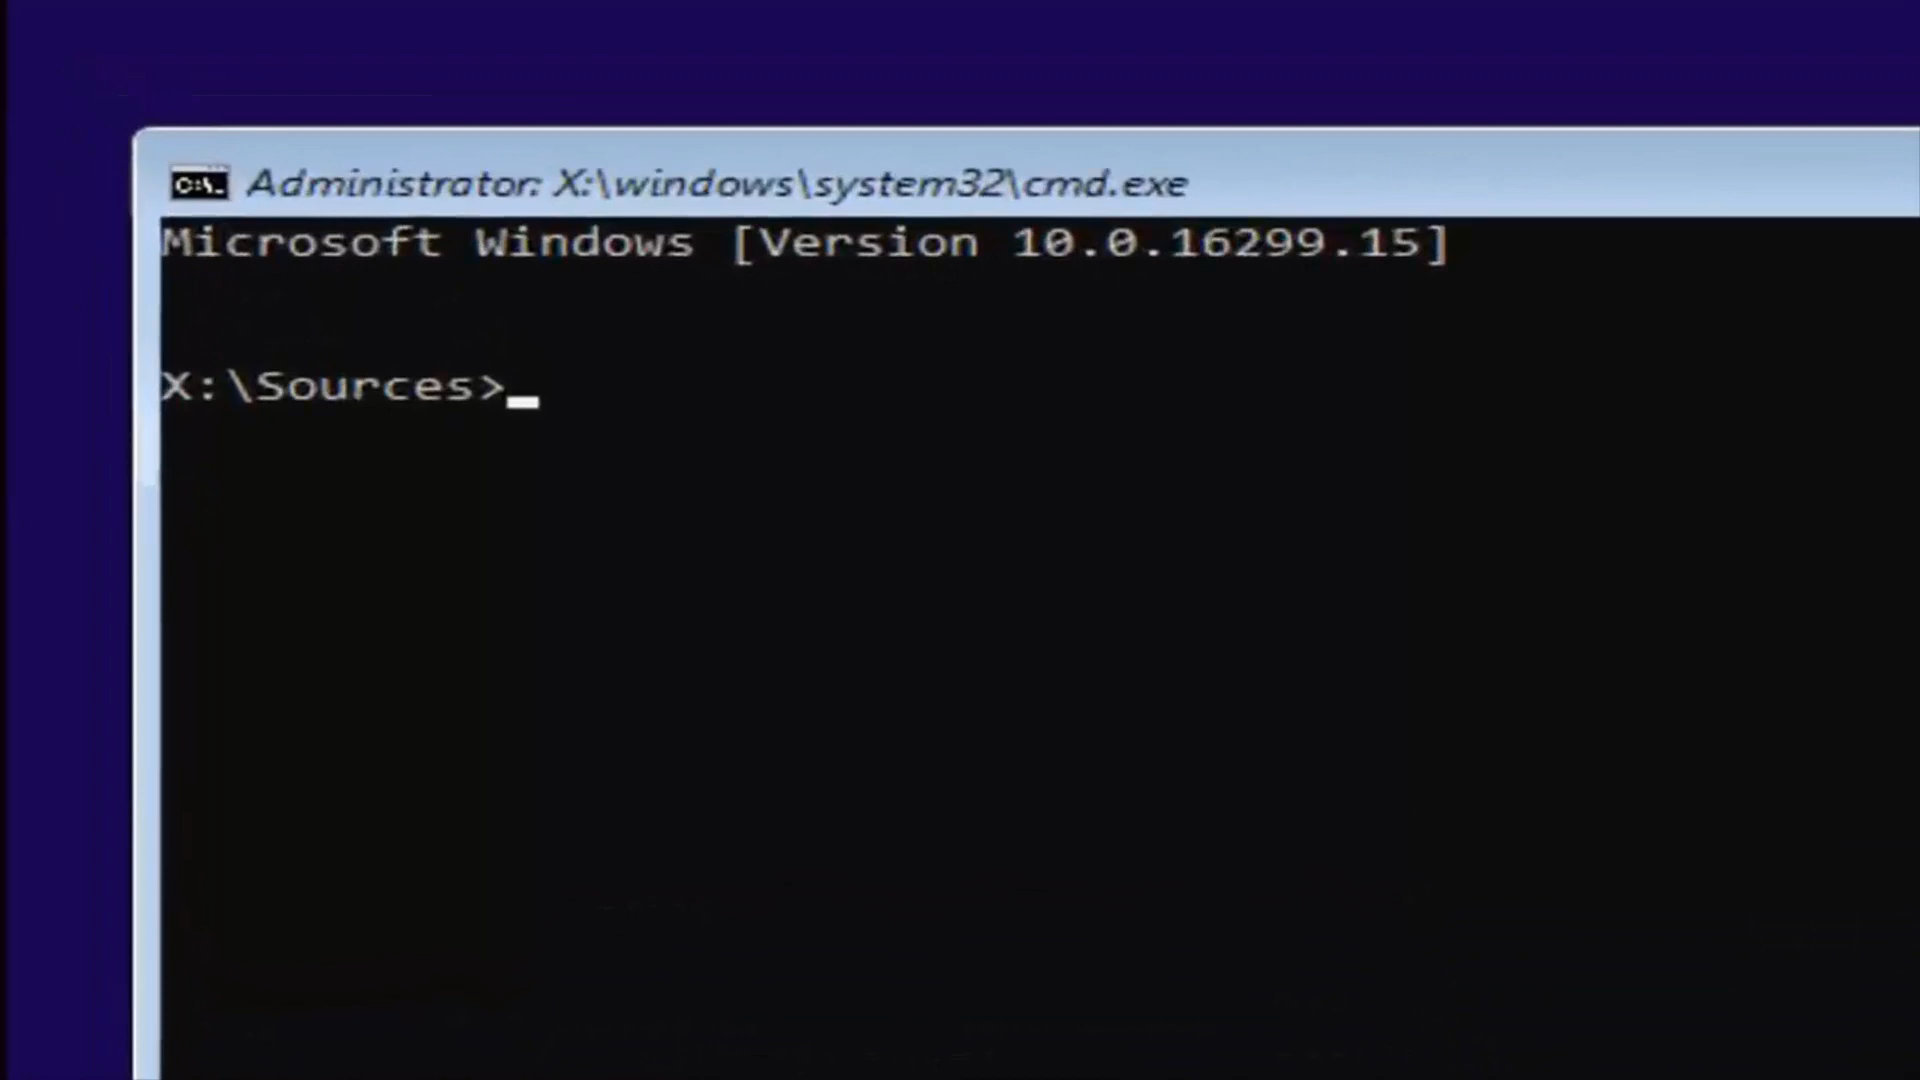 C:\_
Administrator: X:\windows\system32\cmd.exe
Microsoft Windows [Version 10.0.16299.15]
X:\Sources>